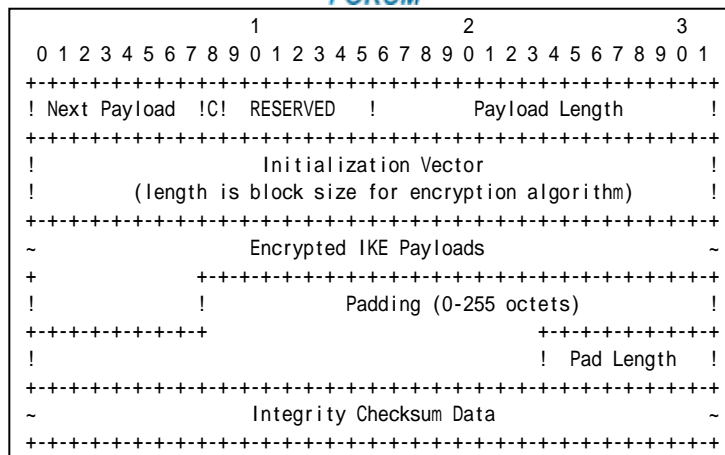 FORUM
                     1                   2                   3
 0 1 2 3 4 5 6 7 8 9 0 1 2 3 4 5 6 7 8 9 0 1 2 3 4 5 6 7 8 9 0 1
+-+-+-+-+-+-+-+-+-+-+-+-+-+-+-+-+-+-+-+-+-+-+-+-+-+-+-+-+-+-+-+-+
! Next Payload  !C!  RESERVED   !         Payload Length        !
+-+-+-+-+-+-+-+-+-+-+-+-+-+-+-+-+-+-+-+-+-+-+-+-+-+-+-+-+-+-+-+-+
!                     Initialization Vector                     !
!         (length is block size for encryption algorithm)       !
+-+-+-+-+-+-+-+-+-+-+-+-+-+-+-+-+-+-+-+-+-+-+-+-+-+-+-+-+-+-+-+-+
~                    Encrypted IKE Payloads                     ~
+               +-+-+-+-+-+-+-+-+-+-+-+-+-+-+-+-+-+-+-+-+-+-+-+-+
!               !             Padding (0-255 octets)            !
+-+-+-+-+-+-+-+-+                               +-+-+-+-+-+-+-+-+
!                                               !  Pad Length   !
+-+-+-+-+-+-+-+-+-+-+-+-+-+-+-+-+-+-+-+-+-+-+-+-+-+-+-+-+-+-+-+-+
~                    Integrity Checksum Data                    ~
+-+-+-+-+-+-+-+-+-+-+-+-+-+-+-+-+-+-+-+-+-+-+-+-+-+-+-+-+-+-+-+-+